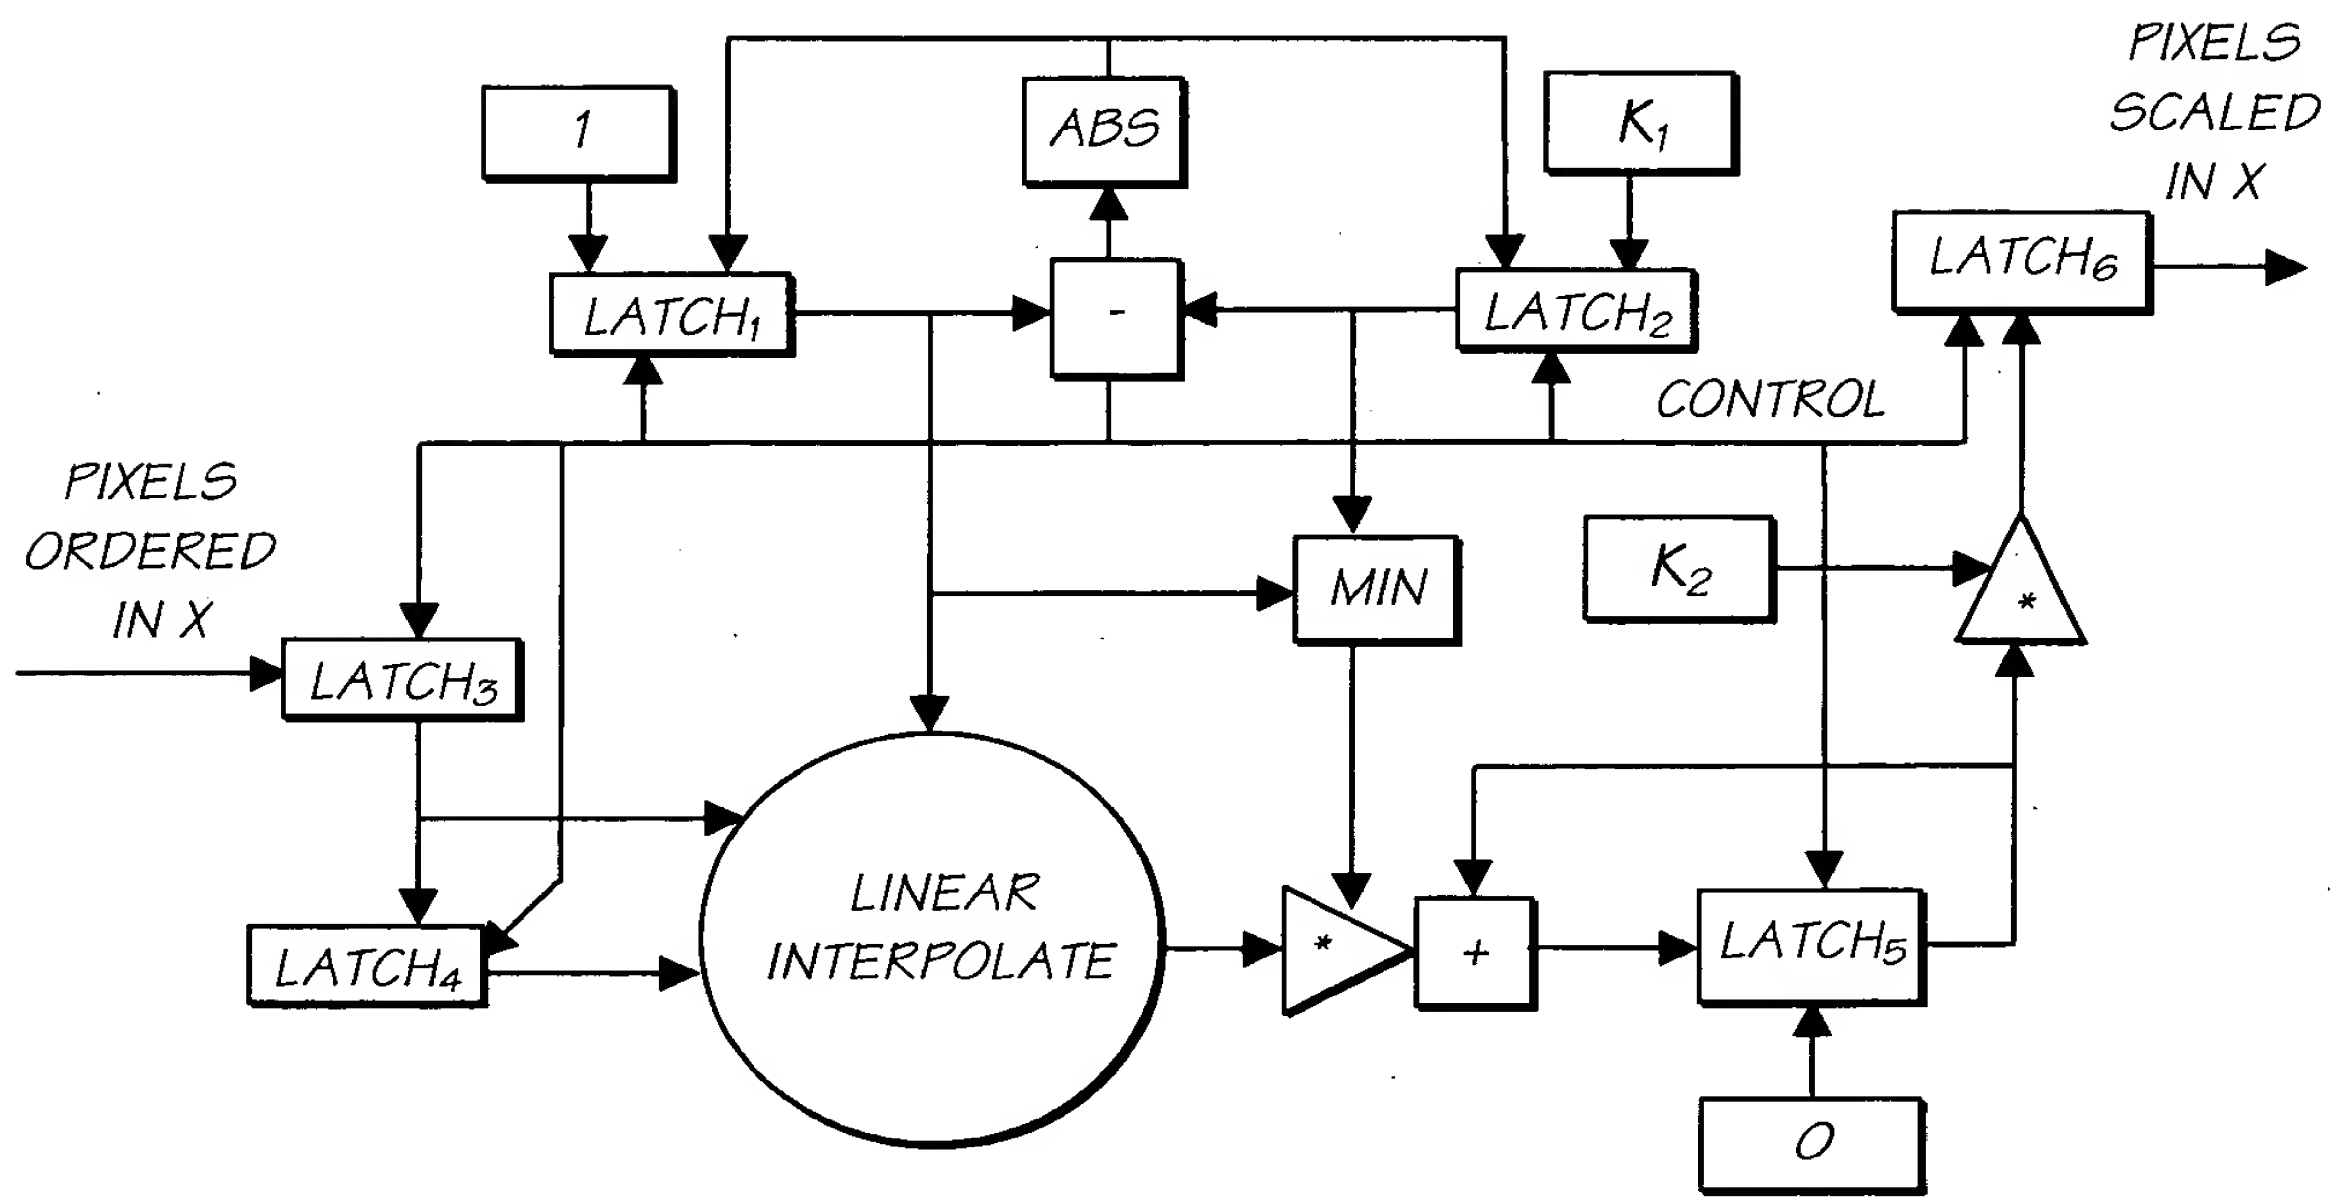 PIXELS
SCALED
IN X
1
ABS
K1
LATCH1
-
LATCH2
LATCH6
CONTROL
PIXELS
ORDERED
IN X
MIN
K2
*
LATCH3
LINEAR
INTERPOLATE
*
+
LATCH5
LATCH4
0